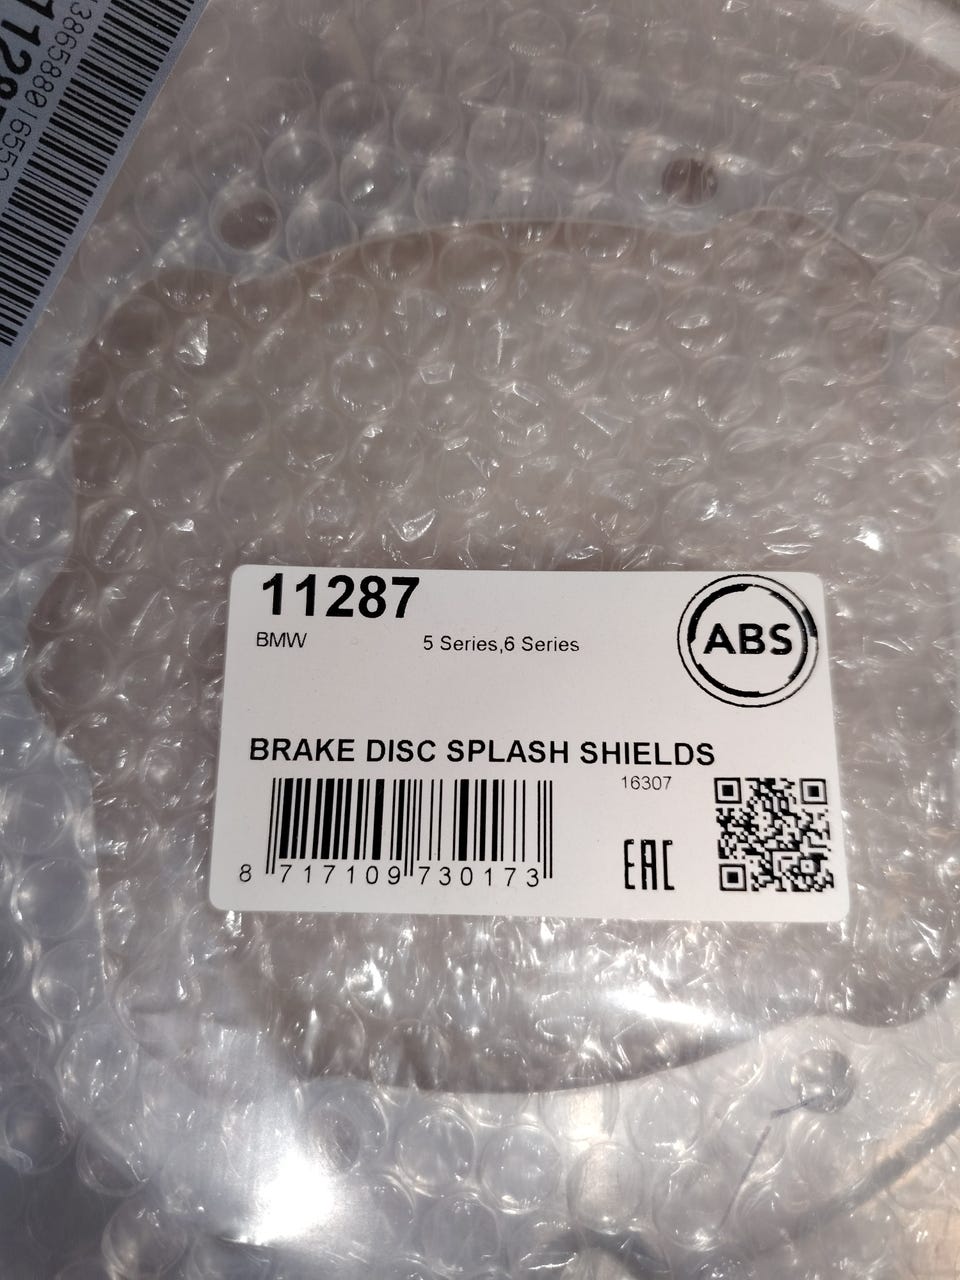 11287
BMW 5 Series,6 Series
ABS
BRAKE DISC SPLASH SHIELDS
16307
8 717109 730173
EAC